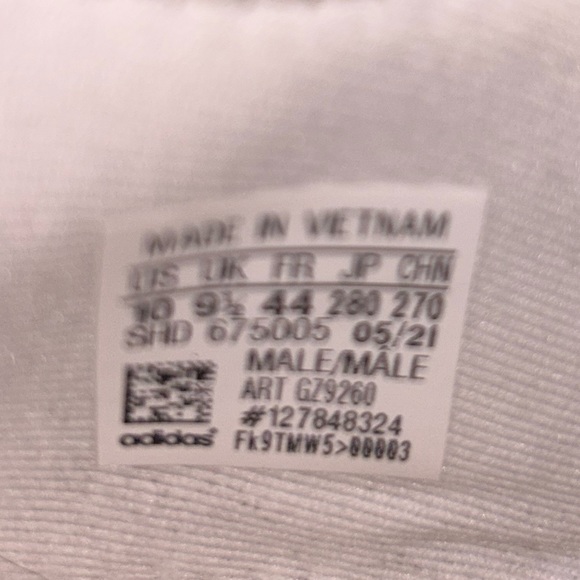 MADE IN VIETNAM
US UK FR JP CHN
10 9½ 44 280 270
SHD 675005 05/21
MALE/MÂLE
ART GZ9260
#127848324
adidas® Fk9TMW5>00003